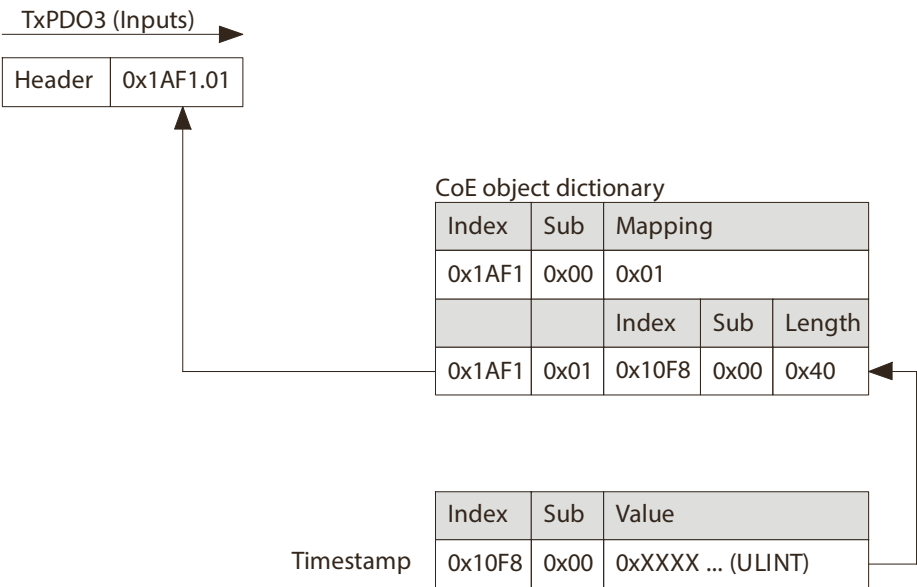 TxPDO3 (Inputs)
Header 0x1AF1.01
CoE object dictionary
Index Sub Mapping
0x1AF1 0x00 0x01
Index Sub Length
0x1AF1 0x01 0x10F8 0x00 0x40
Index Sub Value
Timestamp 0x10F8 0x00 0xXXXX ... (ULINT)